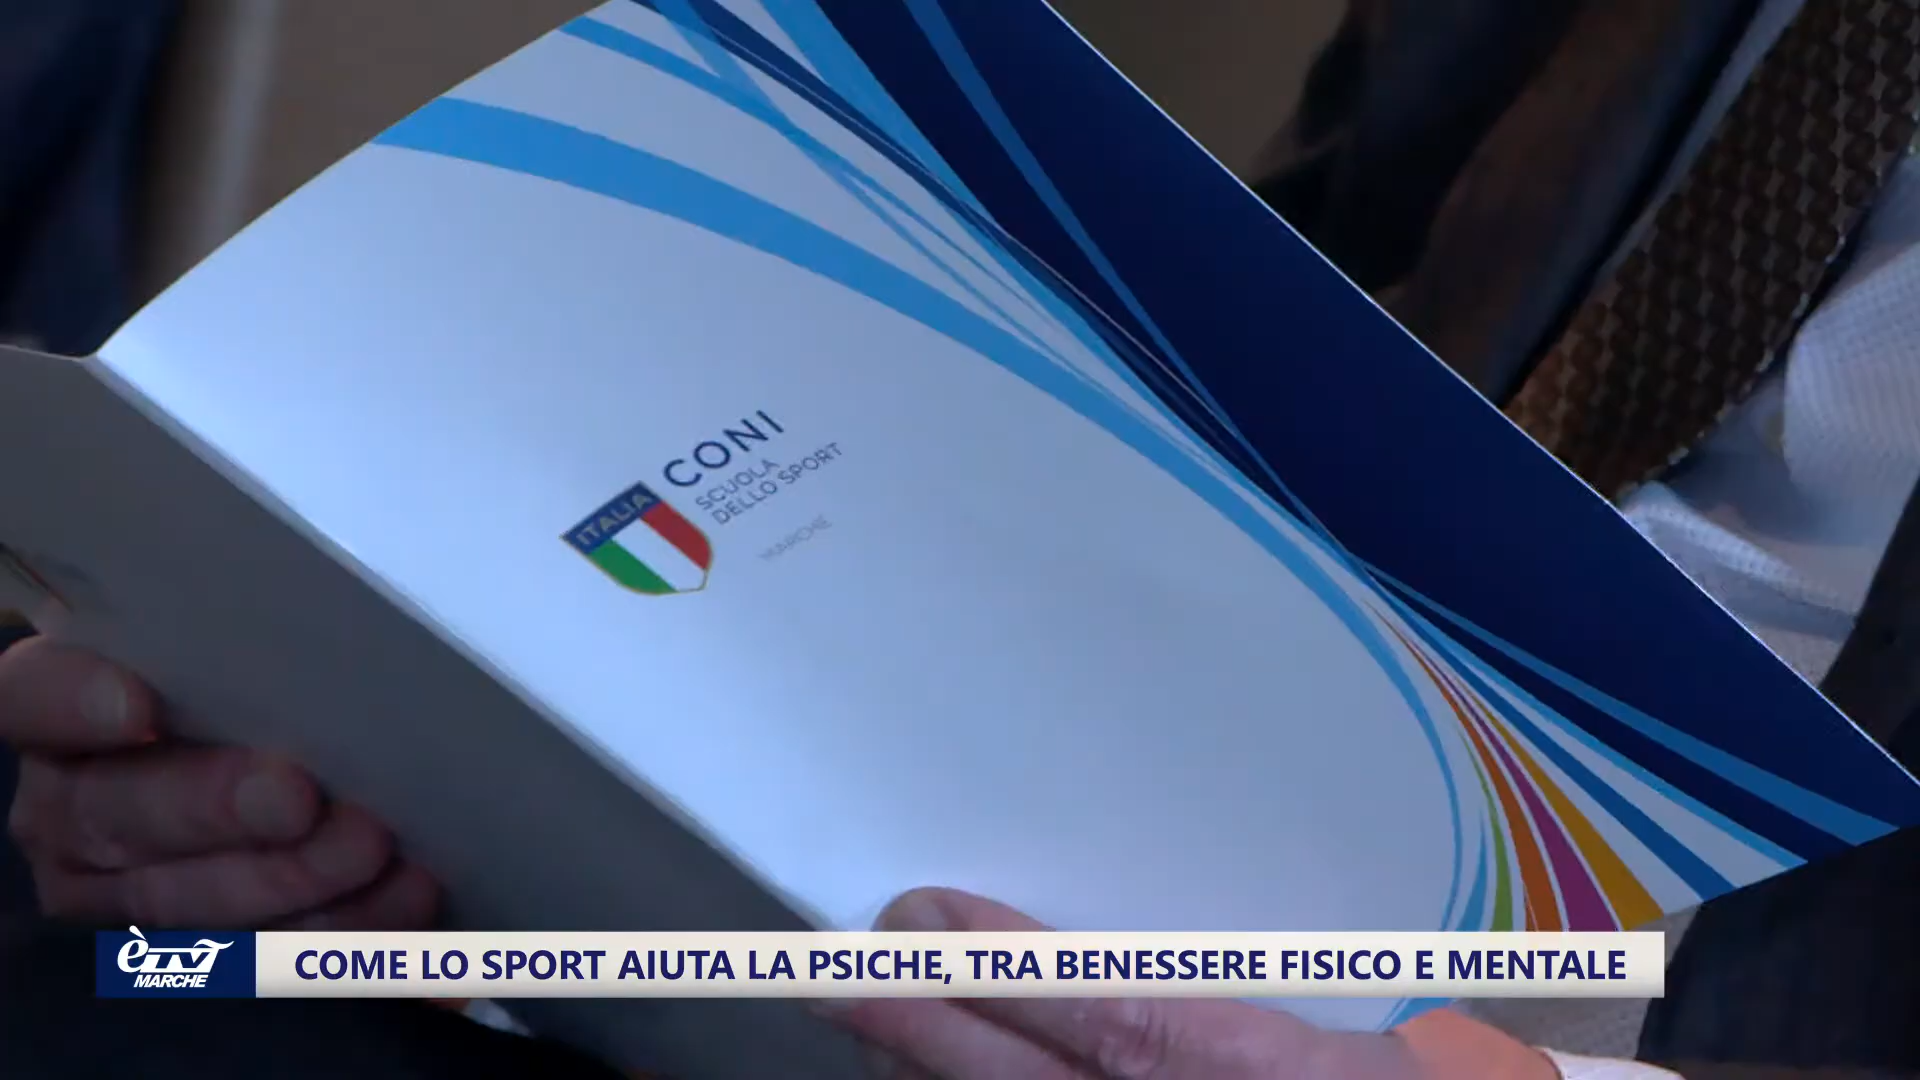 CONI
SCUOLA
DELLO SPORT
MARCHE
ITALIA
èTV
MARCHE
COME LO SPORT AIUTA LA PSICHE, TRA BENESSERE FISICO E MENTALE